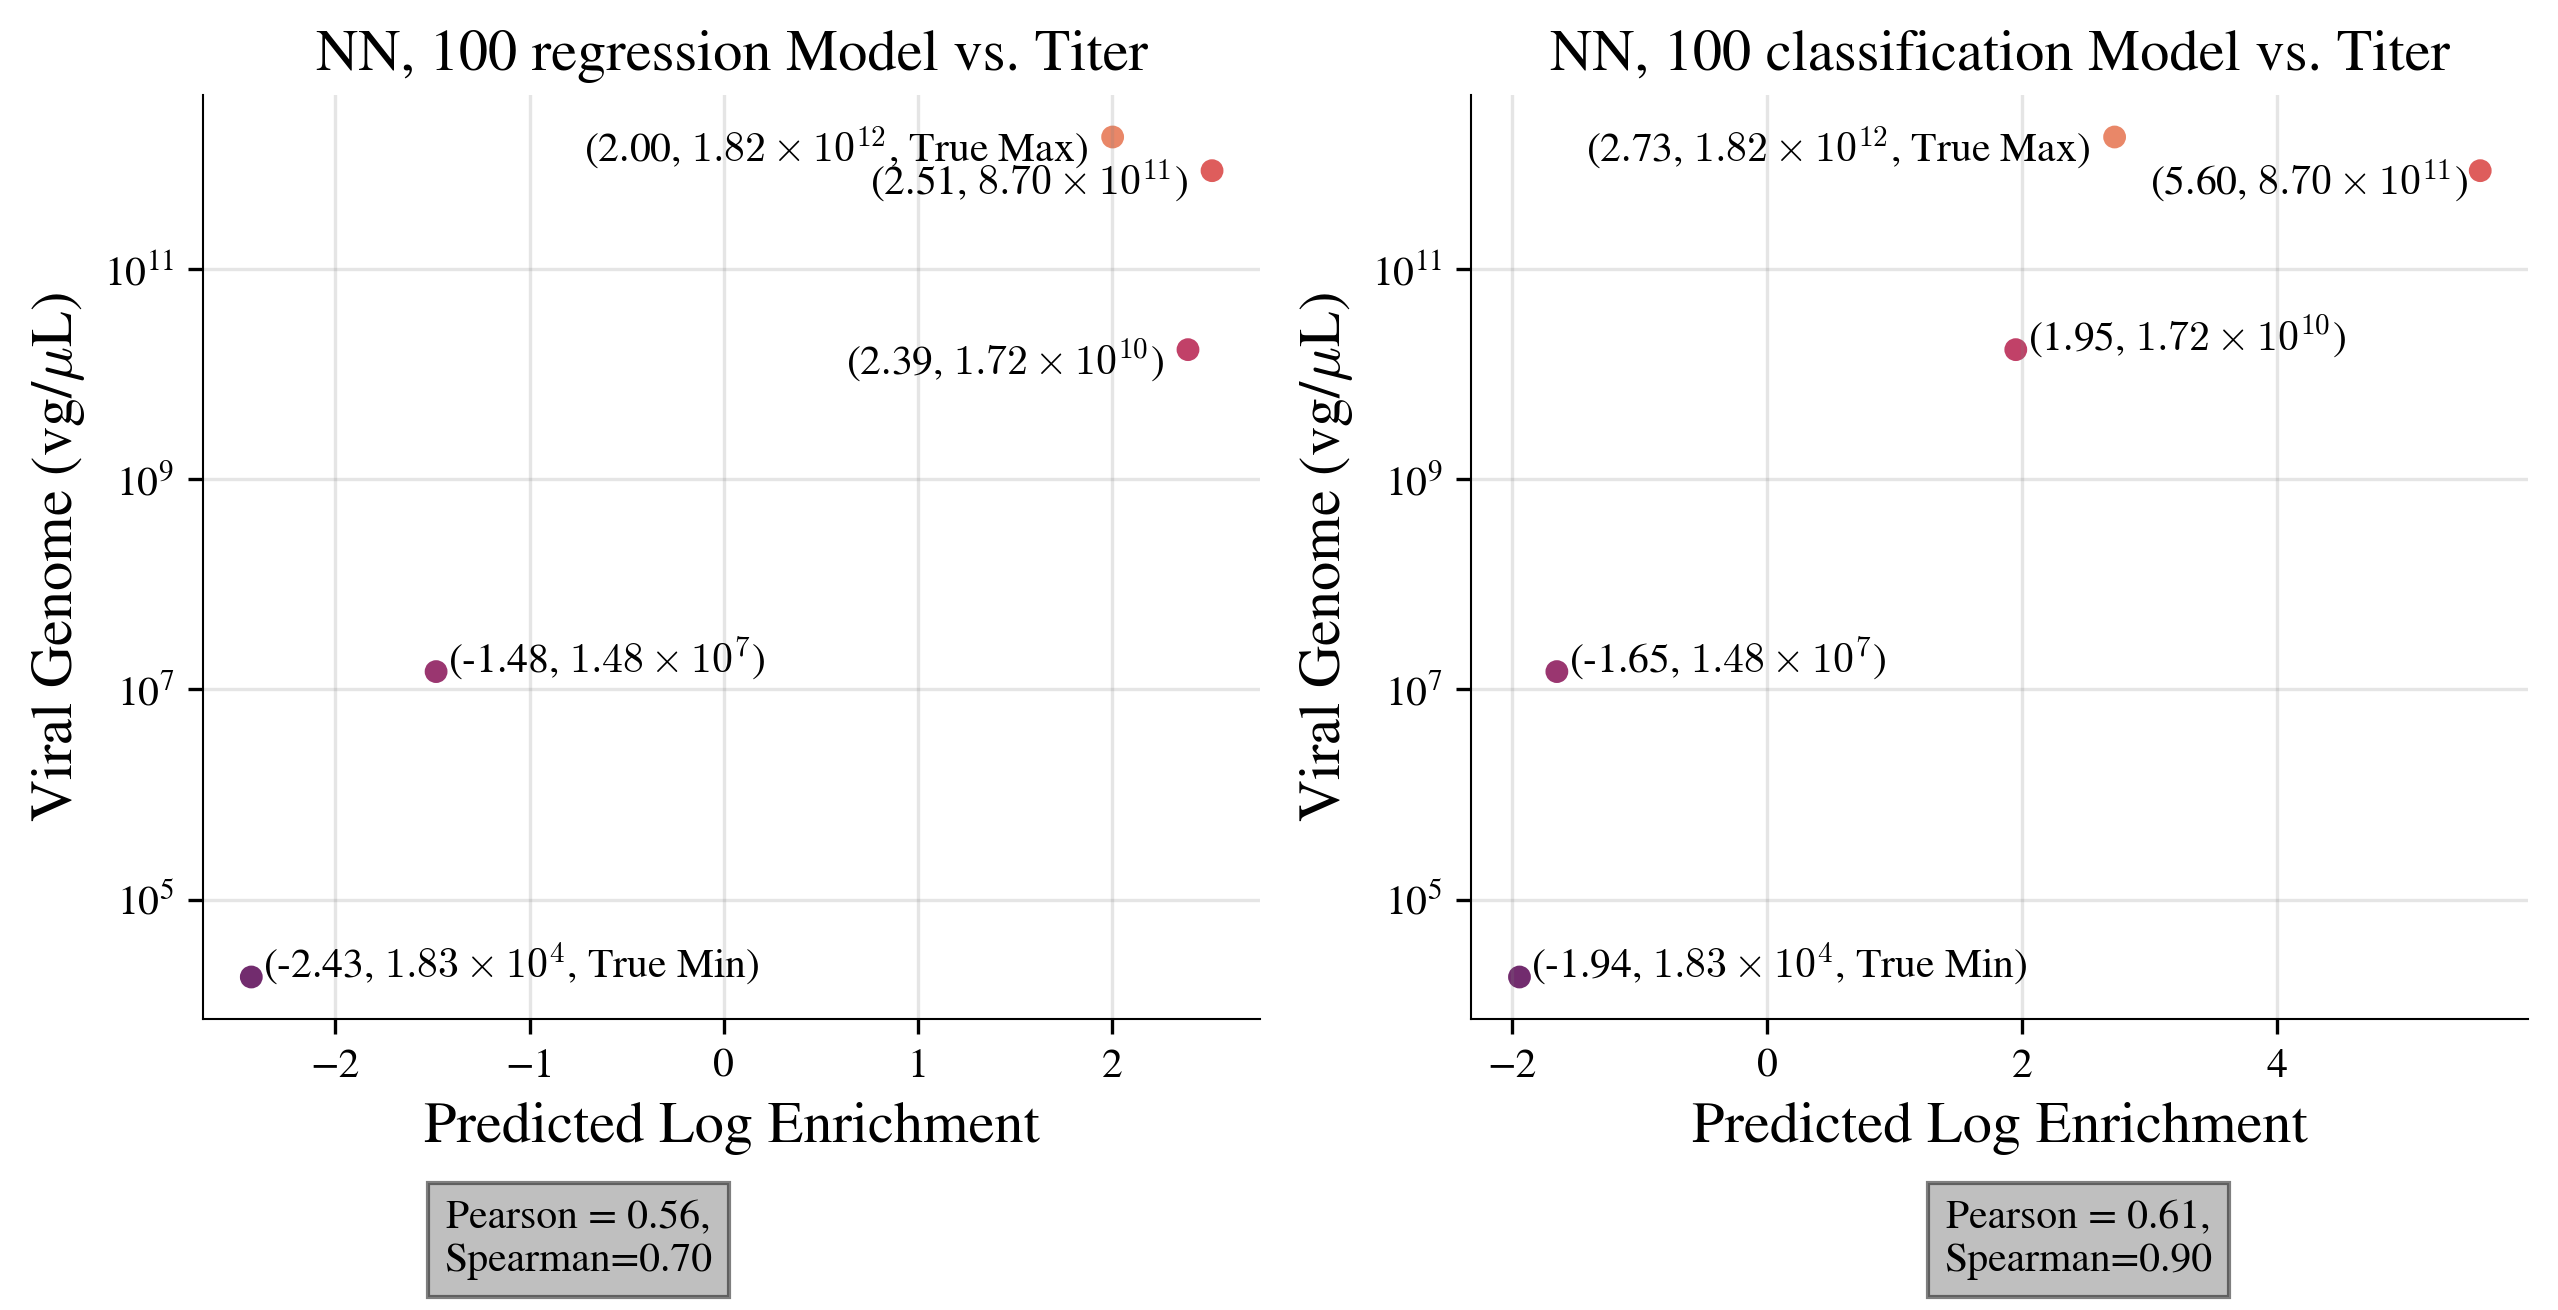 NN, 100 regression Model vs. Titer
Viral Genome (vg/μL)
10¹¹
10⁹
10⁷
10⁵
(2.00, 1.82 × 10¹², True Max)
(2.51, 8.70 × 10¹¹)
(2.39, 1.72 × 10¹⁰)
(-1.48, 1.48 × 10⁷)
(-2.43, 1.83 × 10⁴, True Min)
−2 −1 0 1 2
Predicted Log Enrichment
Pearson = 0.56,
Spearman=0.70
NN, 100 classification Model vs. Titer
Viral Genome (vg/μL)
10¹¹
10⁹
10⁷
10⁵
(2.73, 1.82 × 10¹², True Max)
(5.60, 8.70 × 10¹¹)
(1.95, 1.72 × 10¹⁰)
(-1.65, 1.48 × 10⁷)
(-1.94, 1.83 × 10⁴, True Min)
−2 0 2 4
Predicted Log Enrichment
Pearson = 0.61,
Spearman=0.90